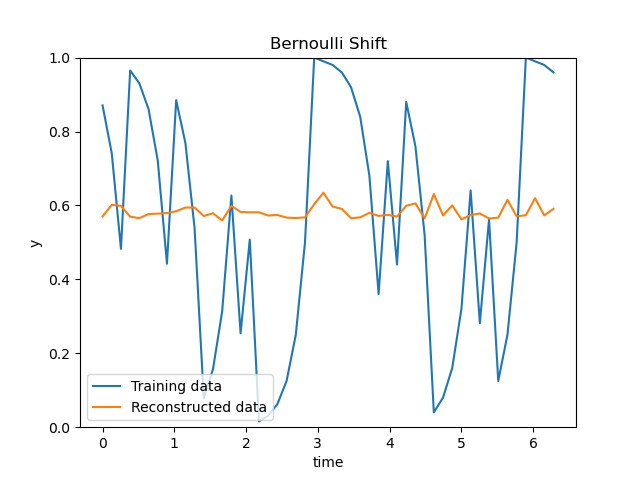 Bernoulli Shift
1.0
0.8
0.6
0.4
0.2
0.0
y
Training data
Reconstructed data
0 1 2 3 4 5 6
time